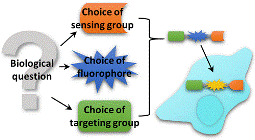 Choice of
sensing group
Biological
question
Choice of
fluorophore
Choice of
targeting group